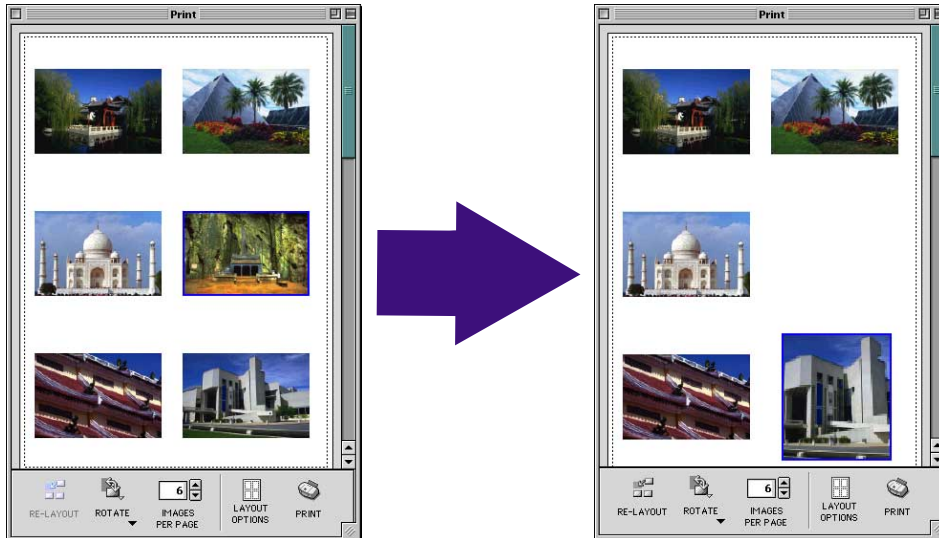 Print
6
RE-LAYOUT
ROTATE
IMAGES
PER PAGE
LAYOUT
OPTIONS
PRINT
Print
6
RE-LAYOUT
ROTATE
IMAGES
PER PAGE
LAYOUT
OPTIONS
PRINT